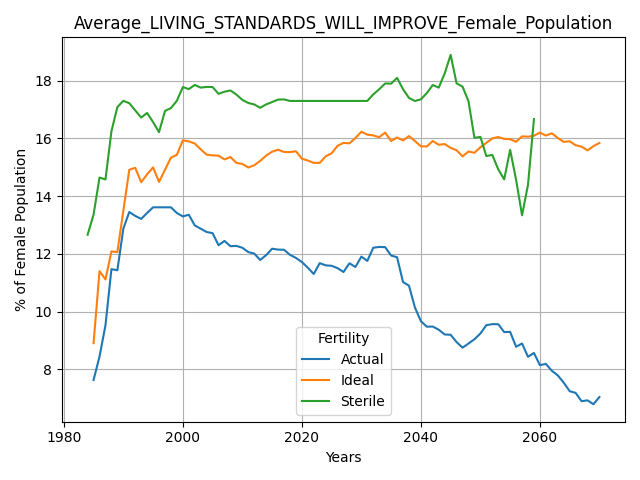 Average_LIVING_STANDARDS_WILL_IMPROVE_Female_Population
% of Female Population
18
16
14
12
10
8
Fertility
Actual
Ideal
Sterile
1980 2000 2020 2040 2060
Years